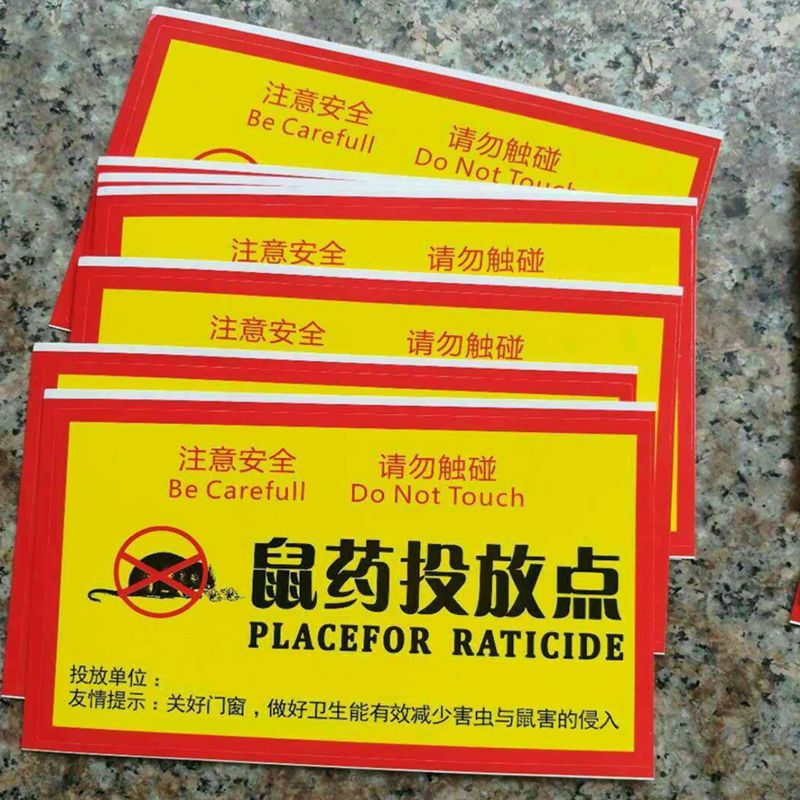 注意安全 请勿触碰
Be Carefull Do Not Touch
注意安全 请勿触碰
注意安全 请勿触碰
注意安全 请勿触碰
Be Carefull Do Not Touch
鼠药投放点
PLACEFOR RATICIDE
投放单位：
友情提示：关好门窗，做好卫生能有效减少害虫与鼠害的侵入